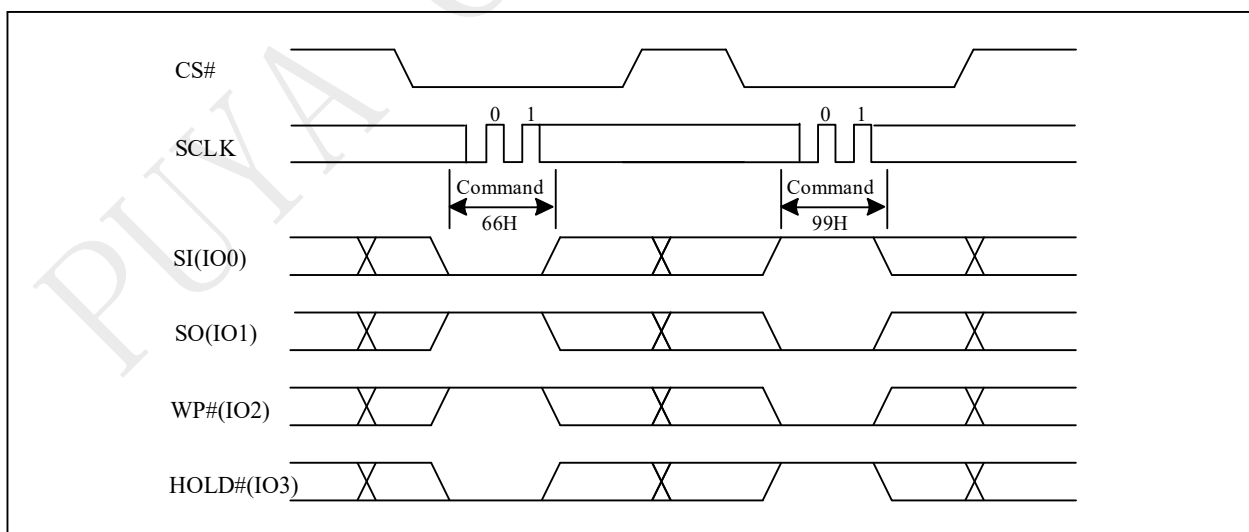 PUYA
CS#
0 1 0 1
SCLK
Command Command
66H 99H
SI(IO0)
SO(IO1)
WP#(IO2)
HOLD#(IO3)